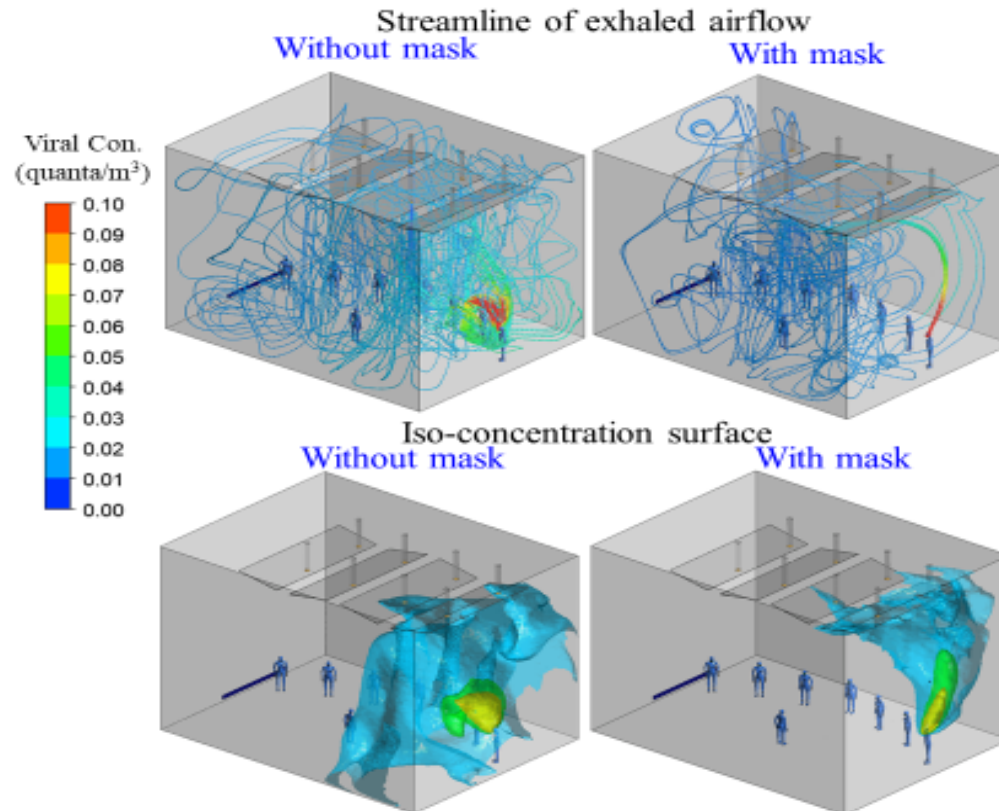 Streamline of exhaled airflow
Without mask
With mask
Viral Con.
(quanta/m³)
0.10
0.09
0.08
0.07
0.06
0.05
0.04
0.03
0.02
0.01
0.00
Iso-concentration surface
Without mask
With mask